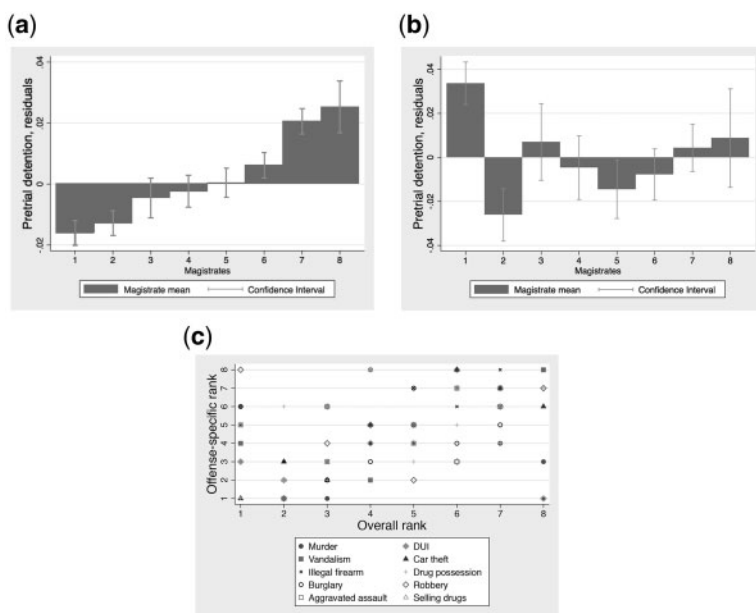 (a)
Pretrial detention, residuals
.04
.02
0
-.02
1 2 3 4 5 6 7 8
Magistrates
Magistrate mean Confidence Interval
(b)
Pretrial detention, residuals
.04
.02
0
-.02
-.04
1 2 3 4 5 6 7 8
Magistrates
Magistrate mean Confidence Interval
(c)
Offense-specific rank
8
7
6
5
4
3
2
1
1 2 3 4 5 6 7 8
Overall rank
Murder DUI
Vandalism Car theft
Illegal firearm Drug possession
Burglary Robbery
Aggravated assault Selling drugs